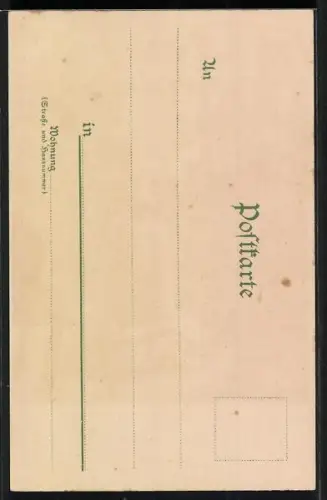 Postkarte
An
in
Wohnung
(Straße und Hausnummer)